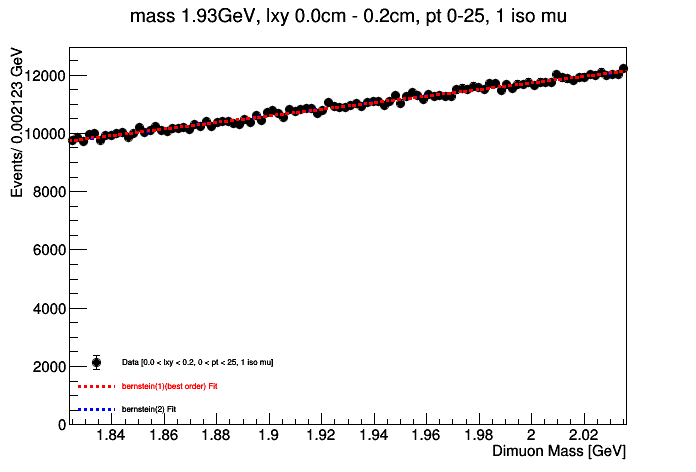 mass 1.93GeV, lxy 0.0cm - 0.2cm, pt 0-25, 1 iso mu
Events/ 0.002123 GeV
12000
10000
8000
6000
4000
2000
0
Data [0.0 < lxy < 0.2, 0 < pt < 25, 1 iso mu]
bernstein(1)(best order) Fit
bernstein(2) Fit
1.84 1.86 1.88 1.9 1.92 1.94 1.96 1.98 2 2.02
Dimuon Mass [GeV]